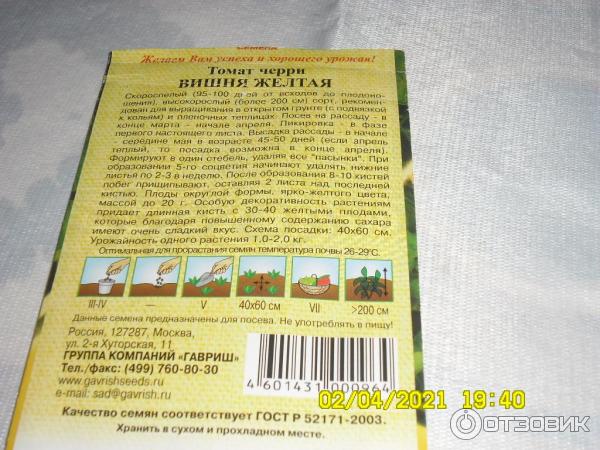 СЕМЕНА
Желаем Вам успеха и хорошего урожая!
Томат черри
ВИШНЯ ЖЕЛТАЯ
Скороспелый (95-100 дней от всходов до плодоно-
шения), высокорослый (более 200 см) сорт, рекомен-
дован для выращивания в открытом грунте (с подвязкой
к кольям) и пленочных теплицах. Посев на рассаду - в
конце марта - начале апреля. Пикировка - в фазе
первого настоящего листа. Высадка рассады - в начале
- середине мая в возрасте 45-50 дней (если апрель
теплый, то посадка возможна в конце апреля).
Формируют в один стебель, удаляя все "пасынки". При
образовании 5-го соцветия начинают удалять нижние
листья по 2-3 в неделю. После образования 8-10 кистей
побег прищипывают, оставляя 2 листа над последней
кистью. Плоды округлой формы, ярко-желтого цвета,
массой до 20 г. Особую декоративность растениям
придает длинная кисть с 30-40 желтыми плодами,
которые благодаря повышенному содержанию сахара
имеют очень сладкий вкус. Схема посадки: 40х60 см.
Урожайность одного растения 1,0-2,0 кг.
Оптимальная для прорастания семян температура почвы 26-29°С.
III-IV — V 40х60 см VII >200 см
Данные семена предназначены для посева. Не употреблять в пищу!
Россия, 127287, Москва,
ул. 2-я Хуторская, 11
ГРУППА КОМПАНИЙ "ГАВРИШ"
Тел./факс: (499) 760-80-30
www.gavrishseeds.ru
e-mail: sad@gavrish.ru
4 601431 000964
Качество семян соответствует ГОСТ Р 52171-2003.
Хранить в сухом и прохладном месте.
02/04/2021 19:40
ОТЗОВИК